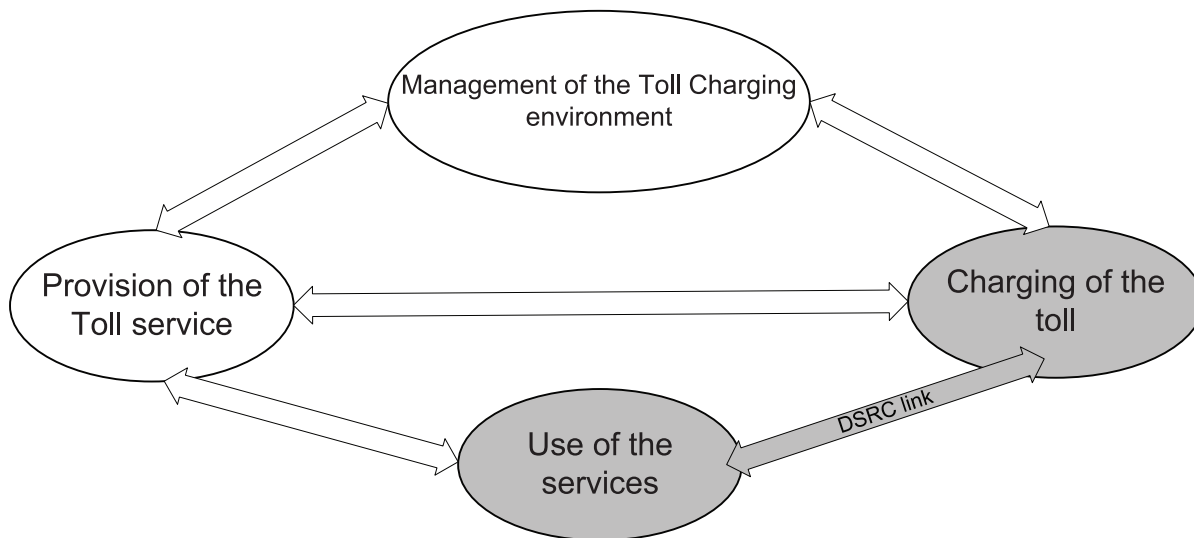 Management of the Toll Charging
environment
Provision of the
Toll service
Charging of the
toll
DSRC link
Use of the
services